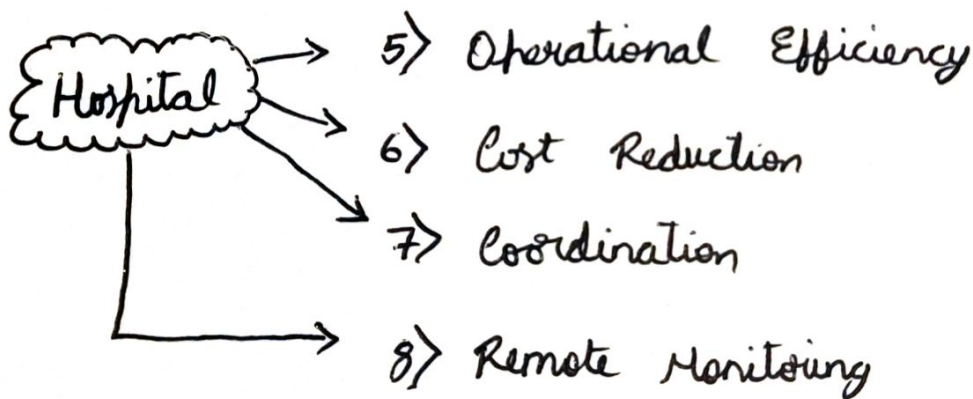 Hospital
5> Operational Efficiency
6> Cost Reduction
7> Coordination
8> Remote Monitoring